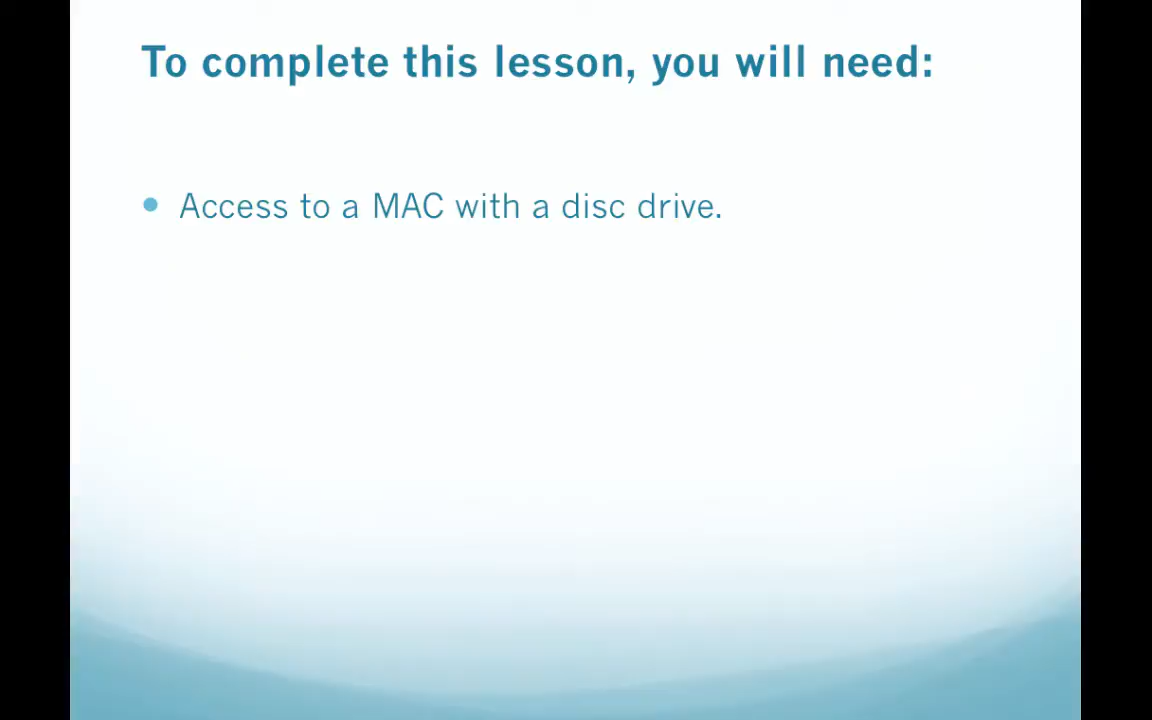 To complete this lesson, you will need:
Access to a MAC with a disc drive.